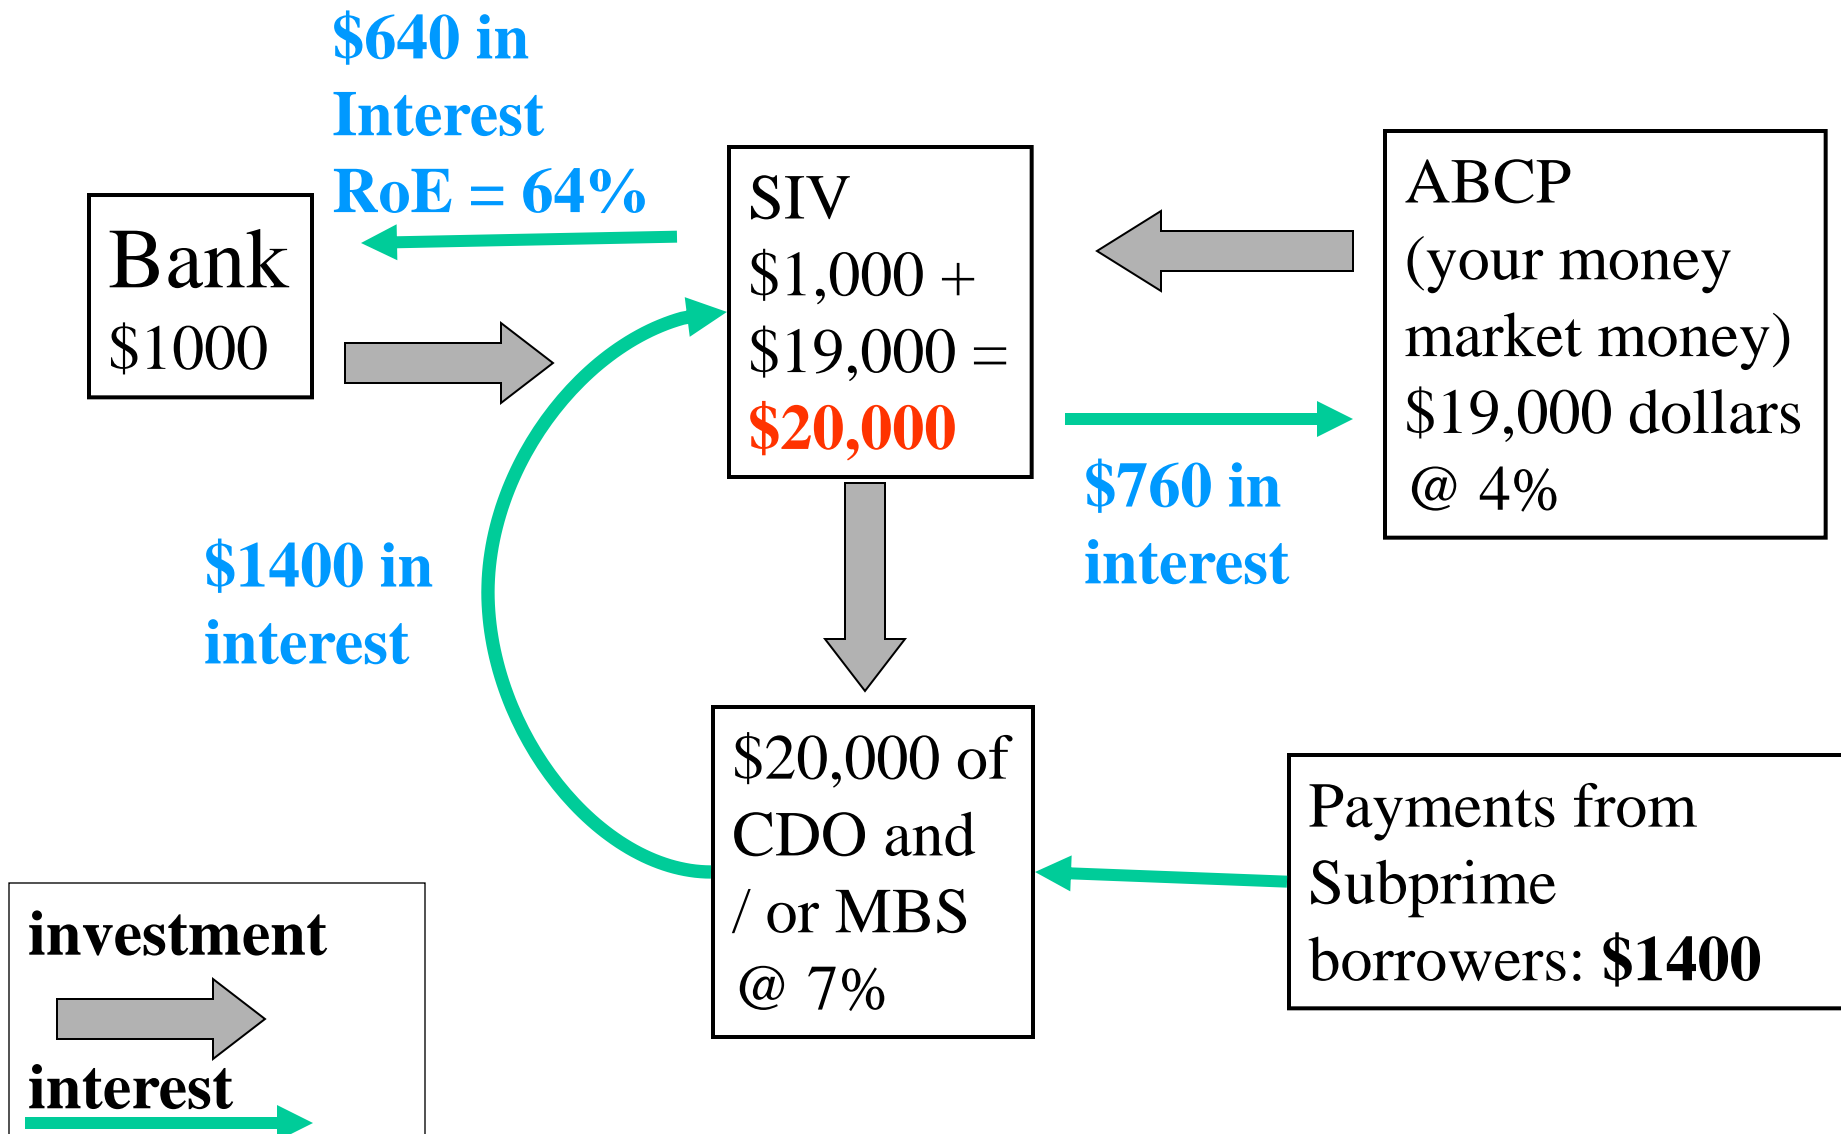 $640 in
Interest
RoE = 64%
Bank
$1000
SIV
$1,000 +
$19,000 =
$20,000
ABCP
(your money
market money)
$19,000 dollars
@ 4%
$760 in
interest
$1400 in
interest
$20,000 of
CDO and
/ or MBS
@ 7%
Payments from
Subprime
borrowers: $1400
investment
interest